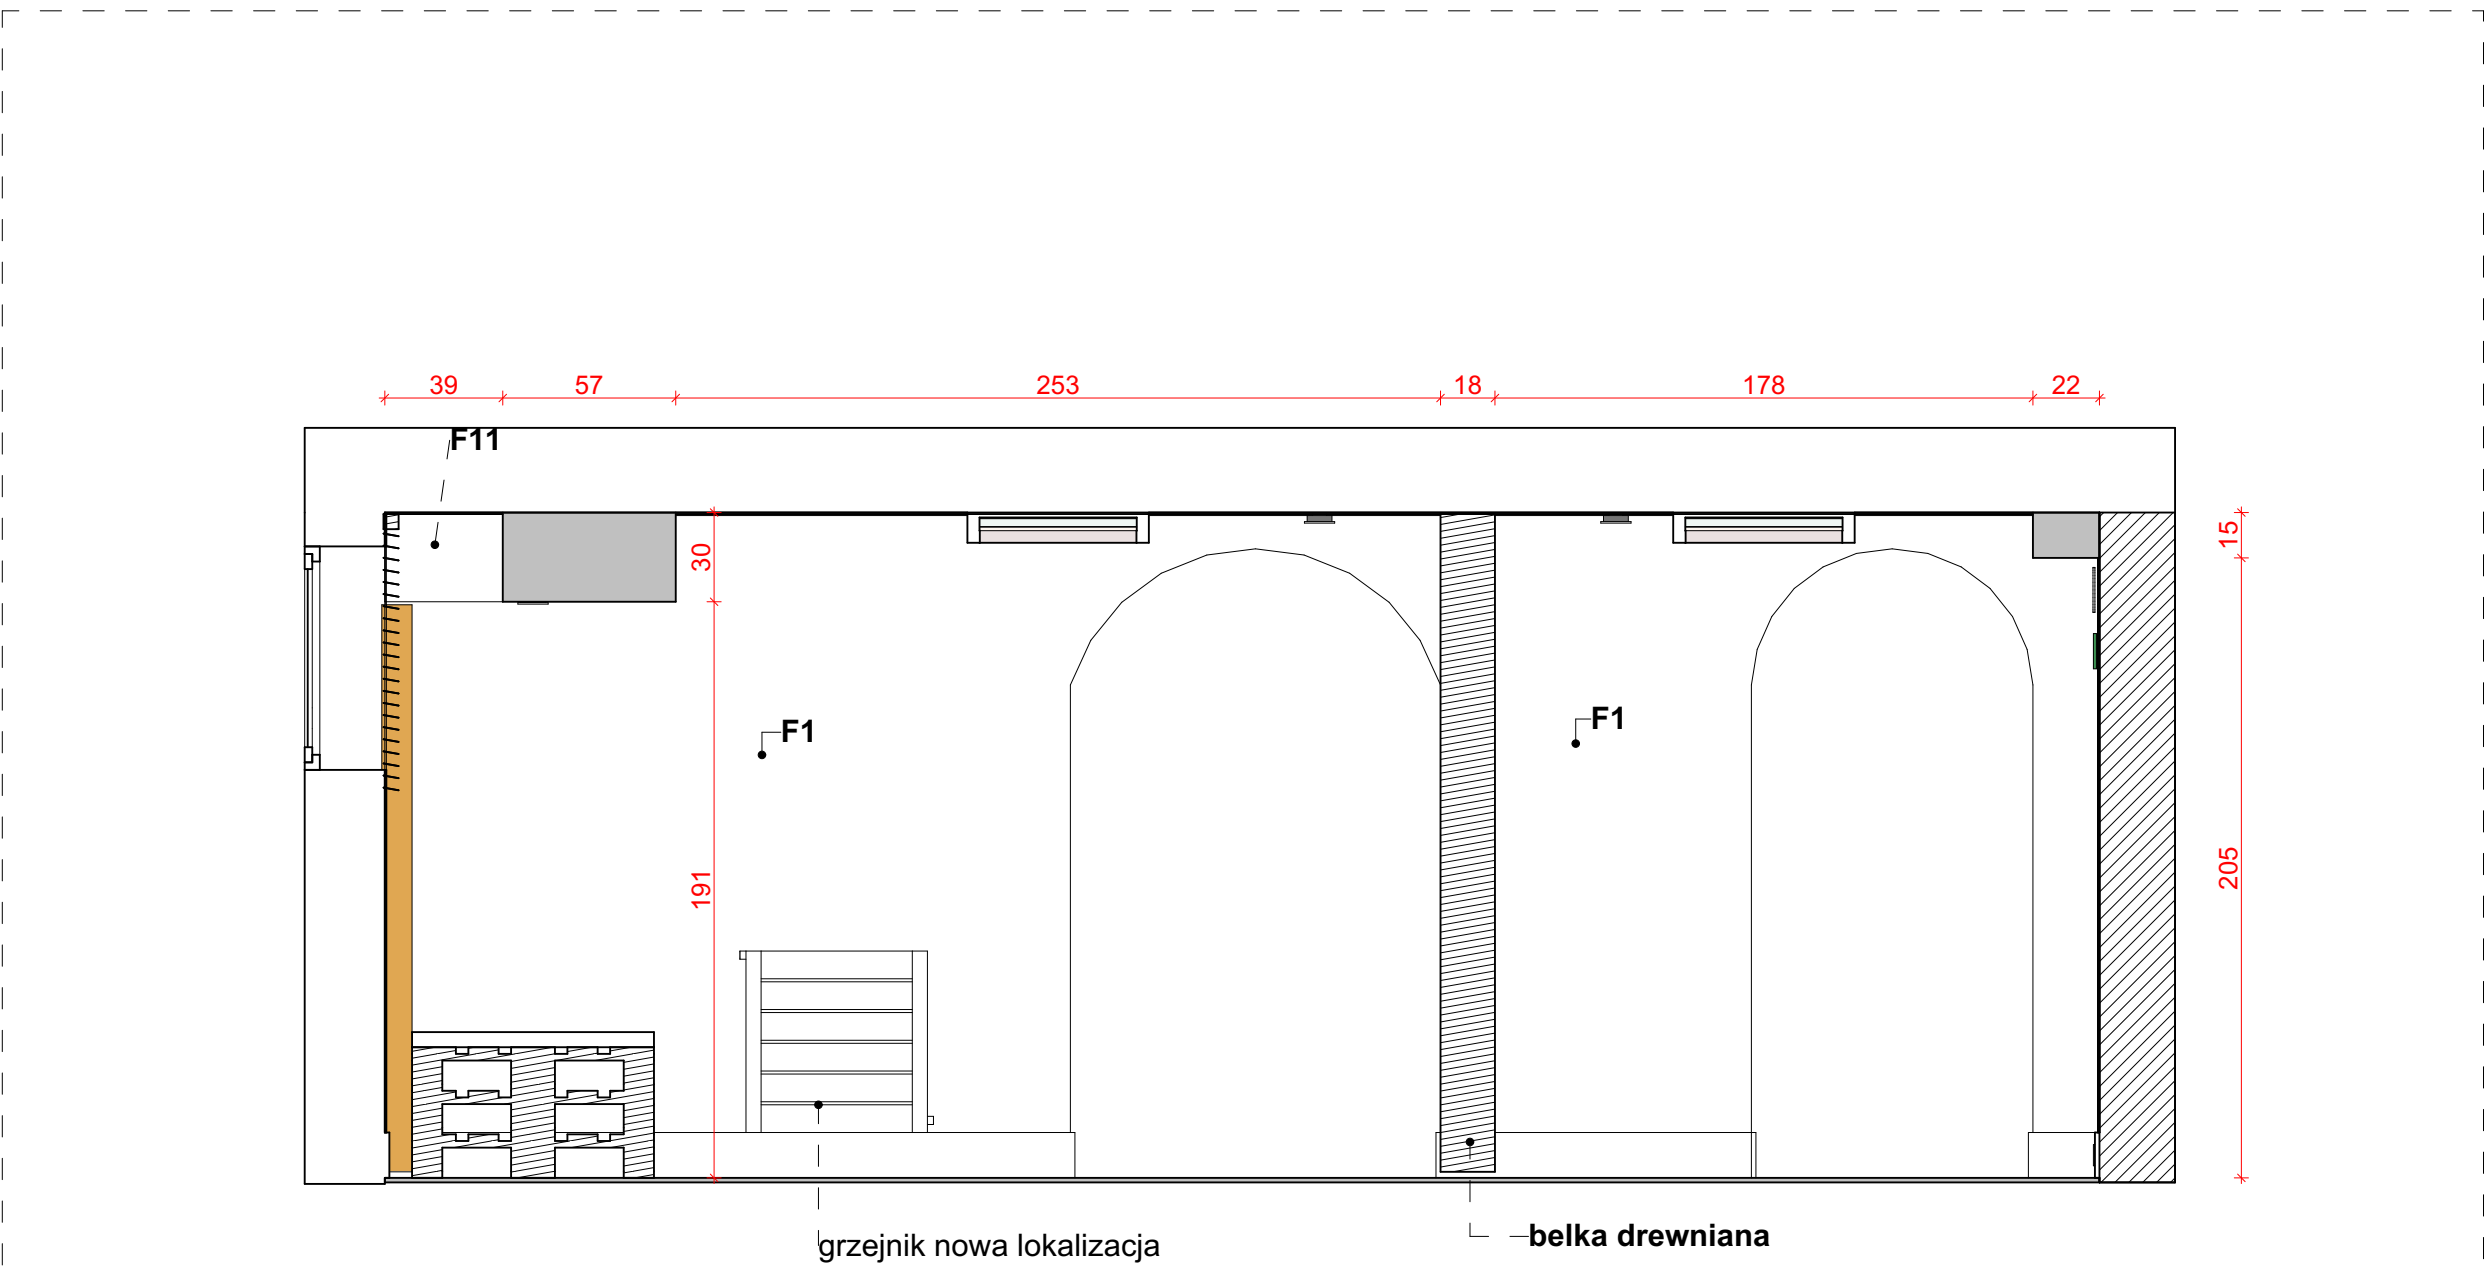 39 57 253 18 178 22
F11
30
15
F1
F1
191
205
grzejnik nowa lokalizacja
belka drewniana